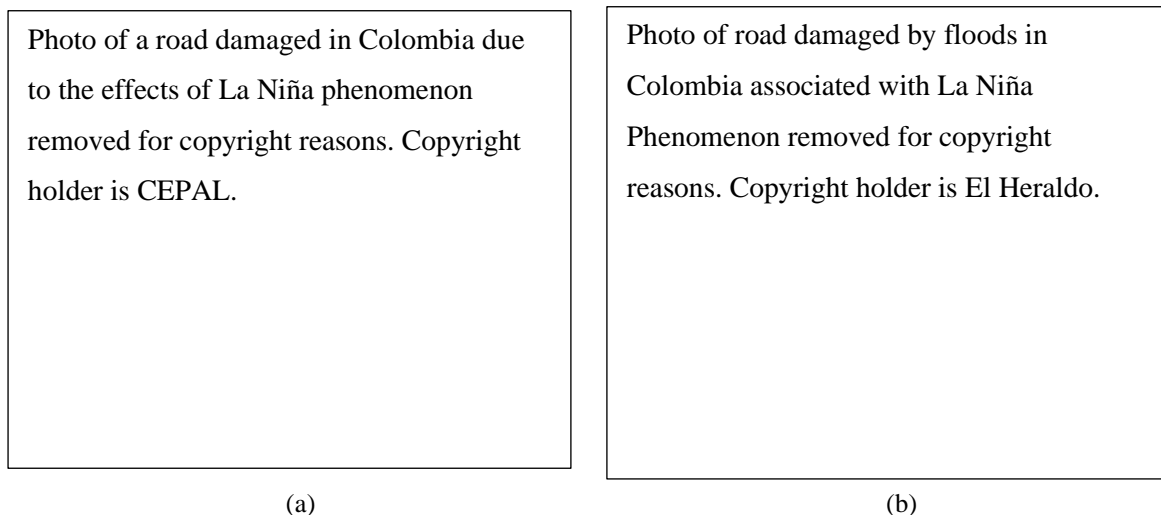 Photo of a road damaged in Colombia due
to the effects of La Niña phenomenon
removed for copyright reasons. Copyright
holder is CEPAL.
(a)
Photo of road damaged by floods in
Colombia associated with La Niña
Phenomenon removed for copyright
reasons. Copyright holder is El Heraldo.
(b)